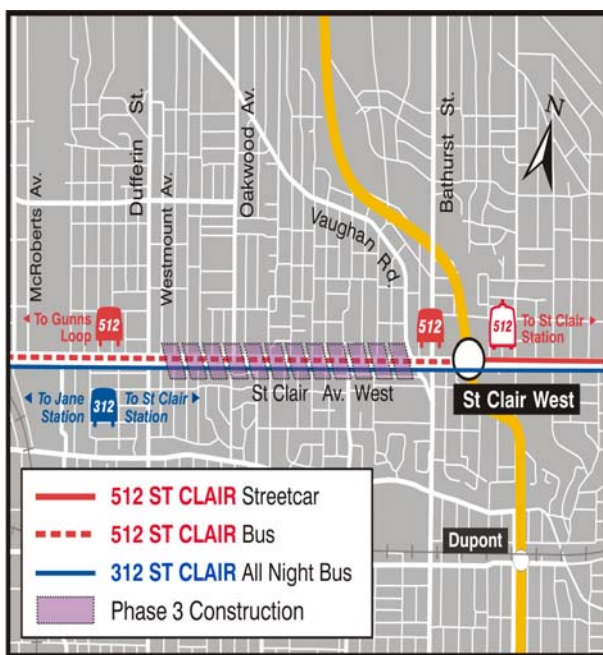 McRoberts Av.
Dufferin St.
Westmount Av.
Oakwood Av.
Vaughan Rd.
Bathurst St.
N
To Gunns
Loop
512
512
512
To St Clair
Station
To Jane
Station
312
To St Clair
Station
St Clair Av. West
St Clair West
Dupont
512 ST CLAIR Streetcar
512 ST CLAIR Bus
312 ST CLAIR All Night Bus
Phase 3 Construction